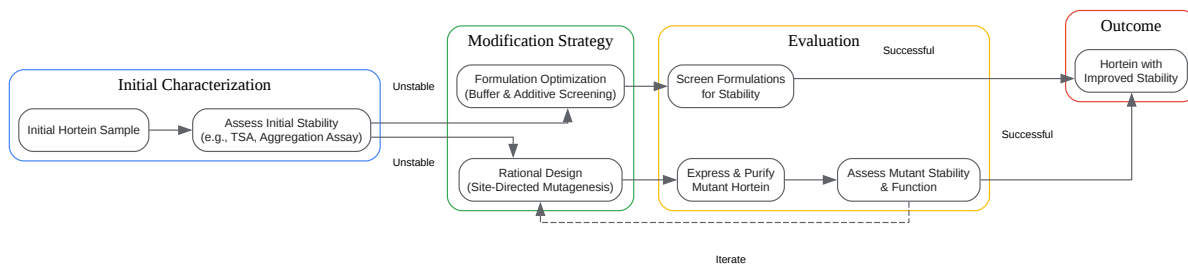 Initial Characterization
Initial Hortein Sample
Assess Initial Stability
(e.g., TSA, Aggregation Assay)
Unstable
Unstable
Modification Strategy
Formulation Optimization
(Buffer & Additive Screening)
Rational Design
(Site-Directed Mutagenesis)
Evaluation
Screen Formulations
for Stability
Successful
Express & Purify
Mutant Hortein
Assess Mutant Stability
& Function
Successful
Iterate
Outcome
Hortein with
Improved Stability